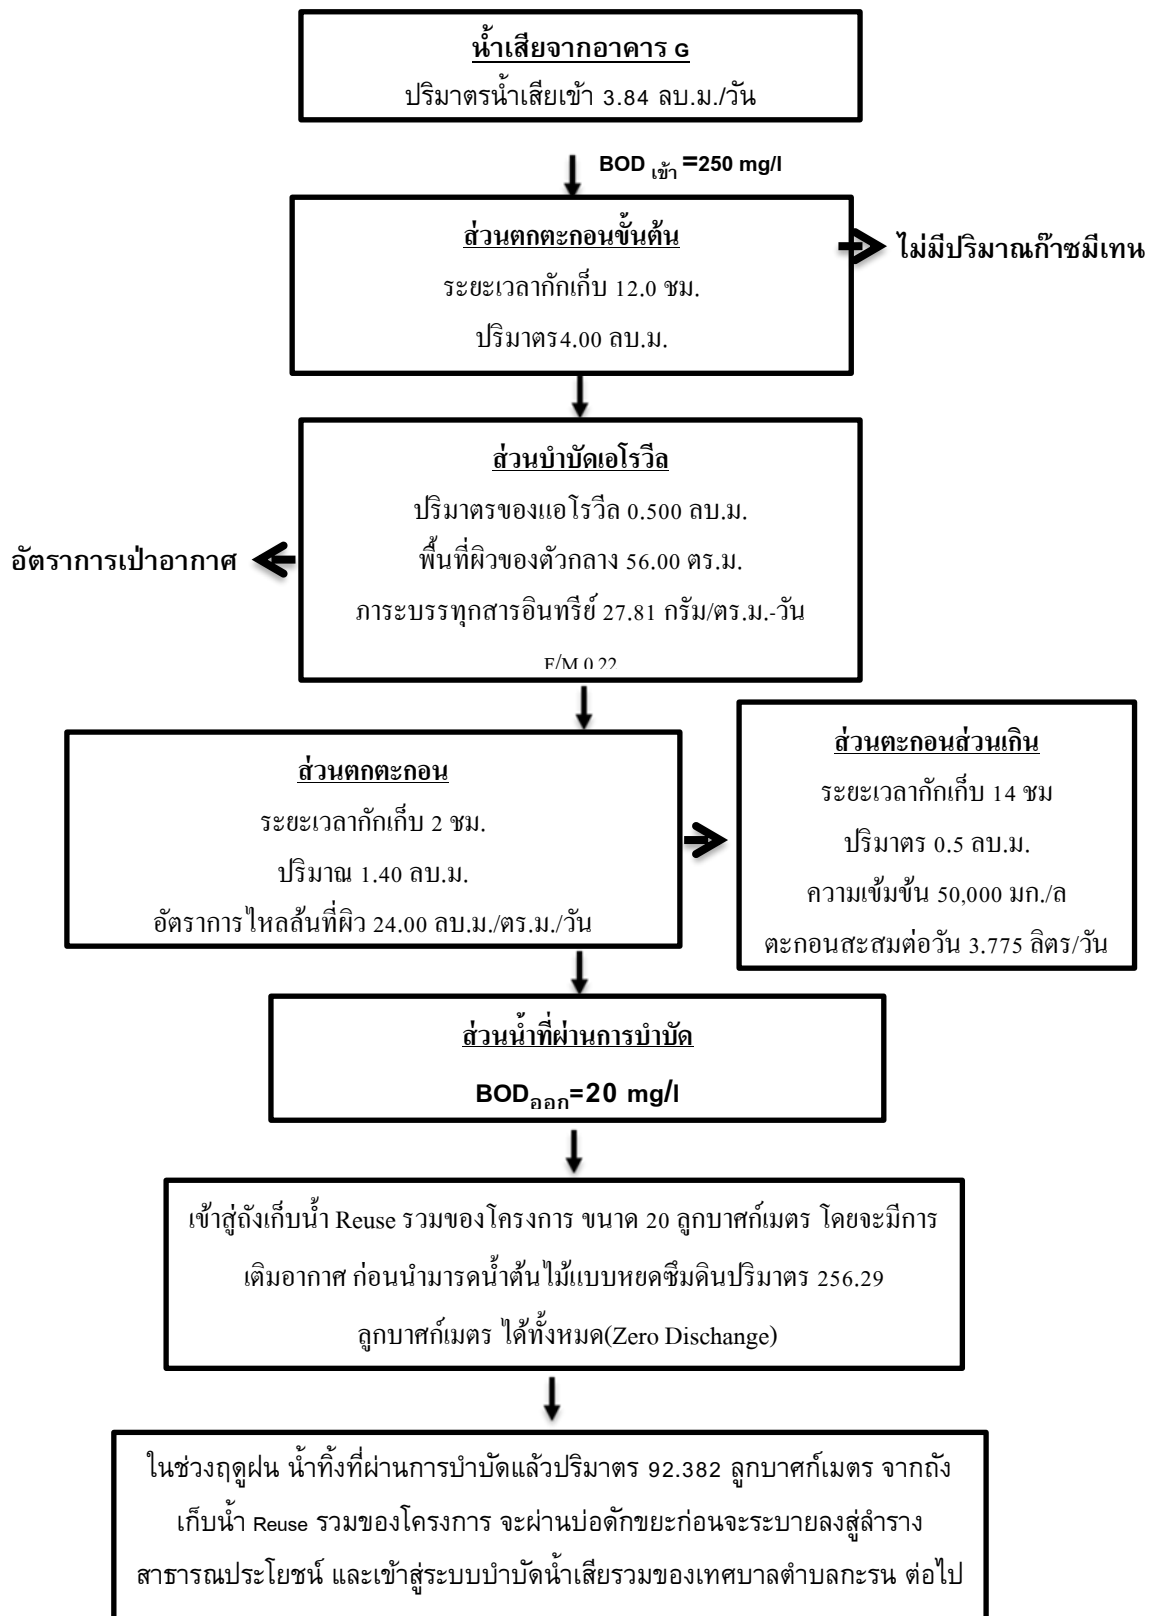 น้ำเสียจากอาคาร G
ปริมาตรน้ำเสียเข้า 3.84 ลบ.ม./วัน
BOD เข้า =250 mg/l
ส่วนตกตะกอนขั้นต้น
ระยะเวลากักเก็บ 12.0 ชม.
ปริมาตร4.00 ลบ.ม.
ไม่มีปริมาณก๊าซมีเทน
ส่วนบำบัดเอโรวีล
ปริมาตรของแอโรวีล 0.500 ลบ.ม.
พื้นที่ผิวของตัวกลาง 56.00 ตร.ม.
ภาระบรรทุกสารอินทรีย์ 27.81 กรัม/ตร.ม.-วัน
F/M 0.22
อัตราการเป่าอากาศ
ส่วนตกตะกอน
ระยะเวลากักเก็บ 2 ชม.
ปริมาณ 1.40 ลบ.ม.
อัตราการไหลล้นที่ผิว 24.00 ลบ.ม./ตร.ม./วัน
ส่วนตะกอนส่วนเกิน
ระยะเวลากักเก็บ 14 ชม
ปริมาตร 0.5 ลบ.ม.
ความเข้มข้น 50,000 มก./ล
ตะกอนสะสมต่อวัน 3.775 ลิตร/วัน
ส่วนน้ำที่ผ่านการบำบัด
BODออก=20 mg/l
เข้าสู่ถังเก็บน้ำ Reuse รวมของโครงการ ขนาด 20 ลูกบาศก์เมตร โดยจะมีการ
เติมอากาศ ก่อนนำมารดน้ำต้นไม้แบบหยดซึมดินปริมาตร 256.29
ลูกบาศก์เมตร ได้ทั้งหมด(Zero Dischange)
ในช่วงฤดูฝน น้ำทิ้งที่ผ่านการบำบัดแล้วปริมาตร 92.382 ลูกบาศก์เมตร จากถัง
เก็บน้ำ Reuse รวมของโครงการ จะผ่านบ่อดักขยะก่อนจะระบายลงสู่ลำราง
สาธารณประโยชน์ และเข้าสู่ระบบบำบัดน้ำเสียรวมของเทศบาลตำบลกะรน ต่อไป